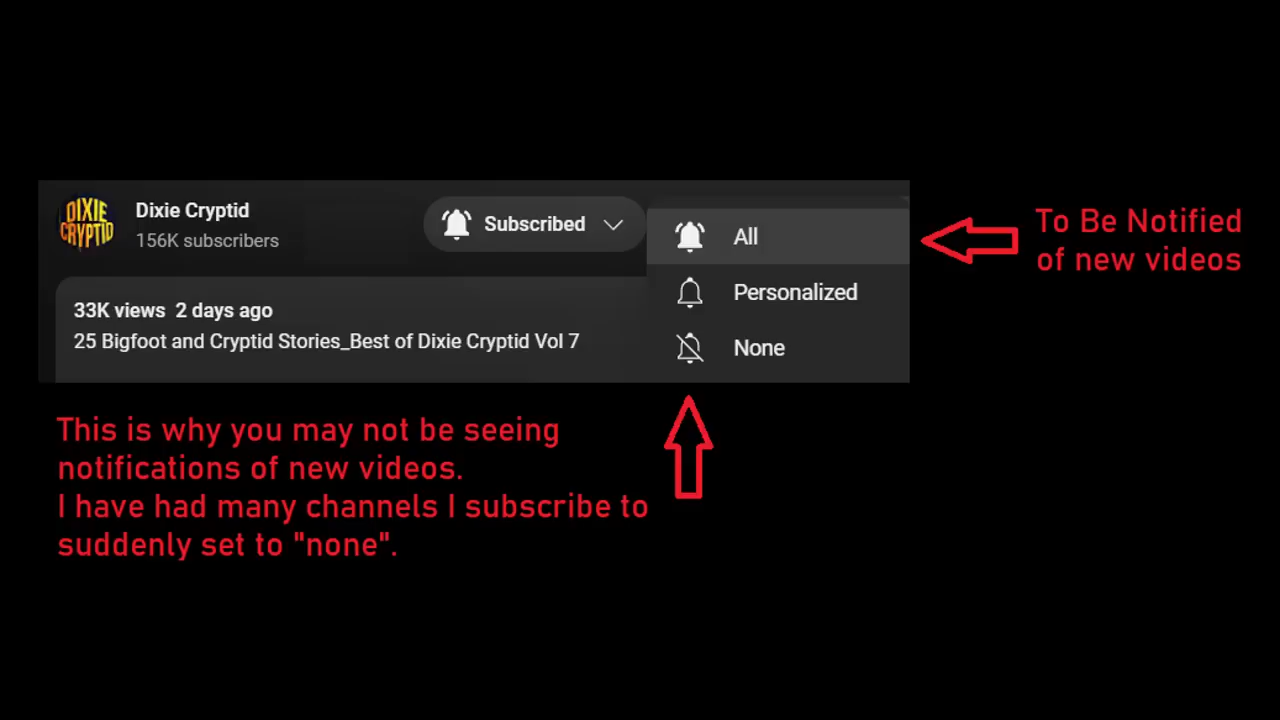 DIXIE
CRYPTID
Dixie Cryptid
156K subscribers
Subscribed
All
Personalized
None
To Be Notified
of new videos
33K views 2 days ago
25 Bigfoot and Cryptid Stories_Best of Dixie Cryptid Vol 7
This is why you may not be seeing
notifications of new videos.
I have had many channels I subscribe to
suddenly set to "none".